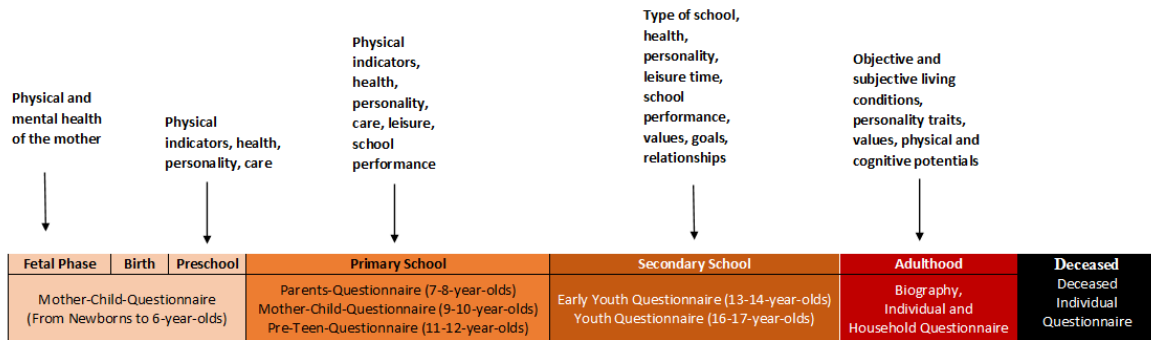 Physical and
mental health
of the mother
Physical
indicators, health,
personality, care
Physical
indicators,
health,
personality,
care, leisure,
school
performance
Type of school,
health,
personality,
leisure time,
school
performance,
values, goals,
relationships
Objective and
subjective living
conditions,
personality traits,
values, physical and
cognitive potentials
Fetal Phase
Birth
Preschool
Primary School
Secondary School
Adulthood
Deceased
Mother-Child-Questionnaire
(From Newborns to 6-year-olds)
Parents-Questionnaire (7-8-year-olds)
Mother-Child-Questionnaire (9-10-year-olds)
Pre-Teen-Questionnaire (11-12-year-olds)
Early Youth Questionnaire (13-14-year-olds)
Youth Questionnaire (16-17-year-olds)
Biography,
Individual and
Household Questionnaire
Deceased
Individual
Questionnaire